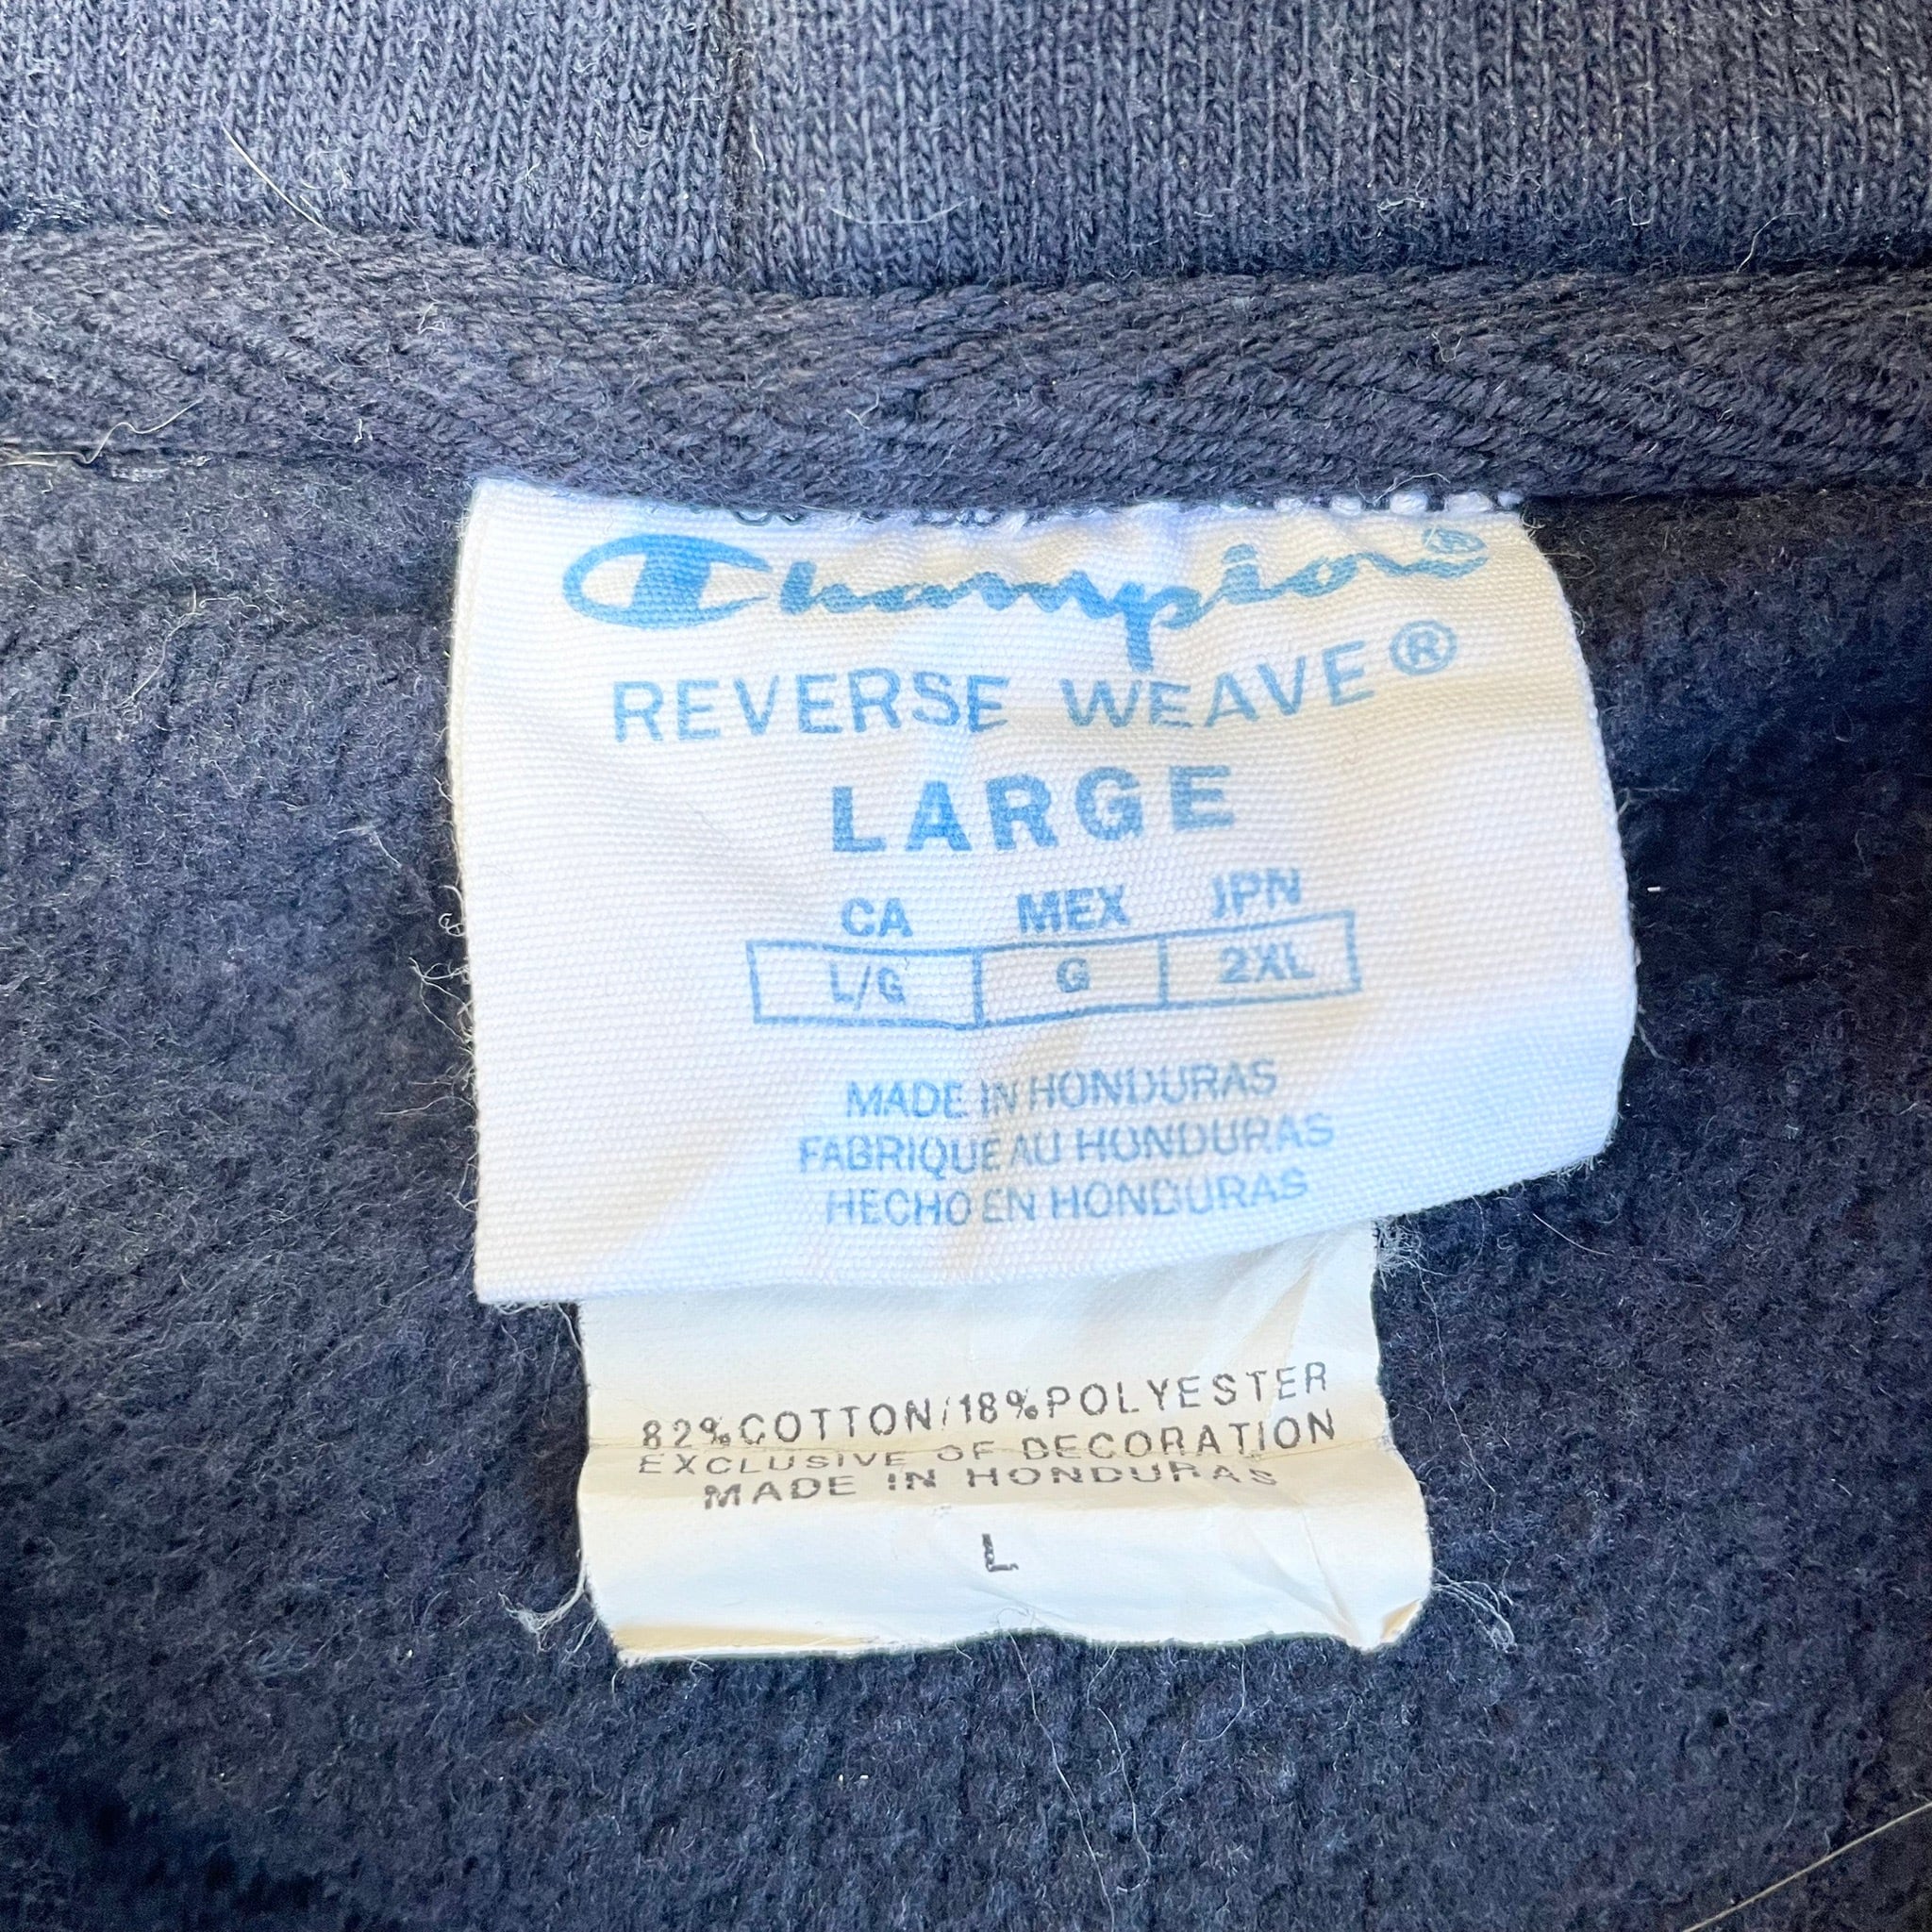 Champion®
REVERSE WEAVE®
LARGE
CA MEX JPN
L/G G 2XL
MADE IN HONDURAS
FABRIQUE AU HONDURAS
HECHO EN HONDURAS
82% COTTON/18% POLYESTER
EXCLUSIVE OF DECORATION
MADE IN HONDURAS
L